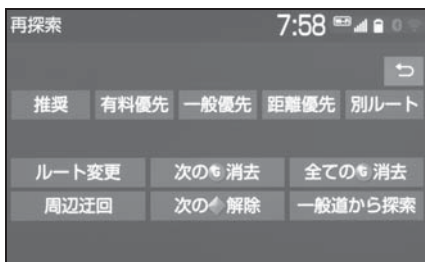 再探索 7:58
推奨 有料優先 一般優先 距離優先 別ルート
ルート変更 次のG消去 全てのG消去
周辺迂回 次の◆解除 一般道から探索